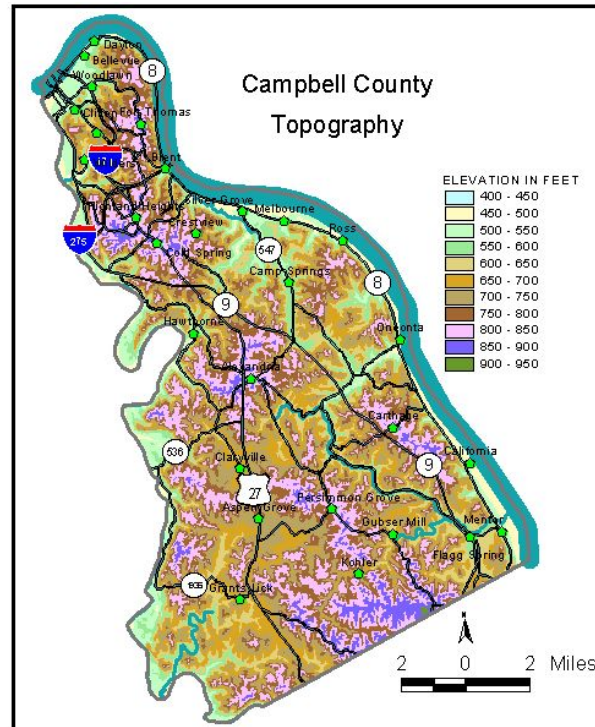 Campbell County
Topography
Dayton
Bellevue
Woodlawn
8
Clifton
Fort Thomas
471
Brent
Silver Grove
Highland Heights
Melbourne
Crestview
Ross
275
Cold Spring
547
Camp Springs
8
9
Hawthorne
Oneonta
Alexandria
Carthage
536
Claryville
9
California
27
Persimmon Grove
Aspen Grove
Gubser Mill
Mentor
Flagg Spring
Kohler
Grants Lick
ELEVATION IN FEET
400 - 450
450 - 500
500 - 550
550 - 600
600 - 650
650 - 700
700 - 750
750 - 800
800 - 850
850 - 900
900 - 950
N
2 0 2 Miles